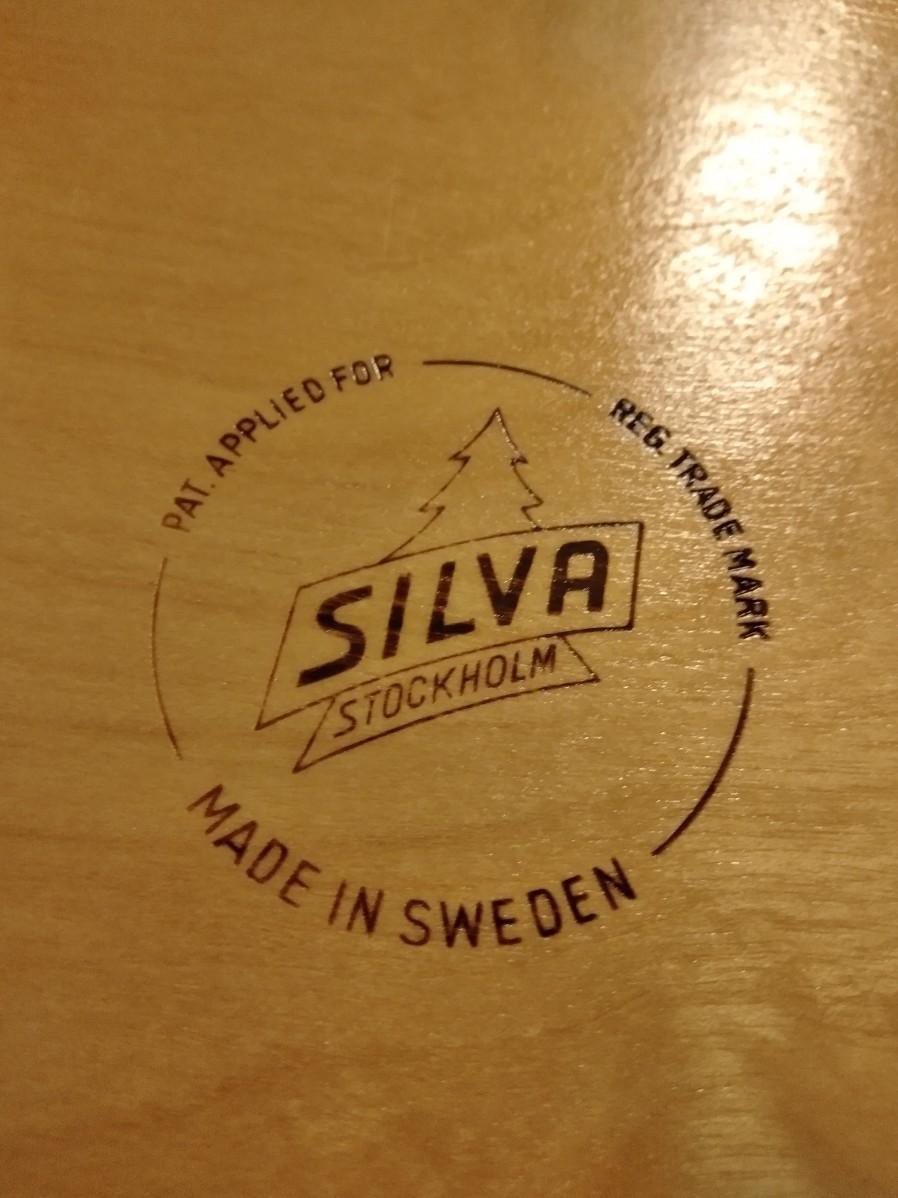 PAT. APPLIED FOR
REG. TRADE MARK
SILVA
STOCKHOLM
MADE IN SWEDEN